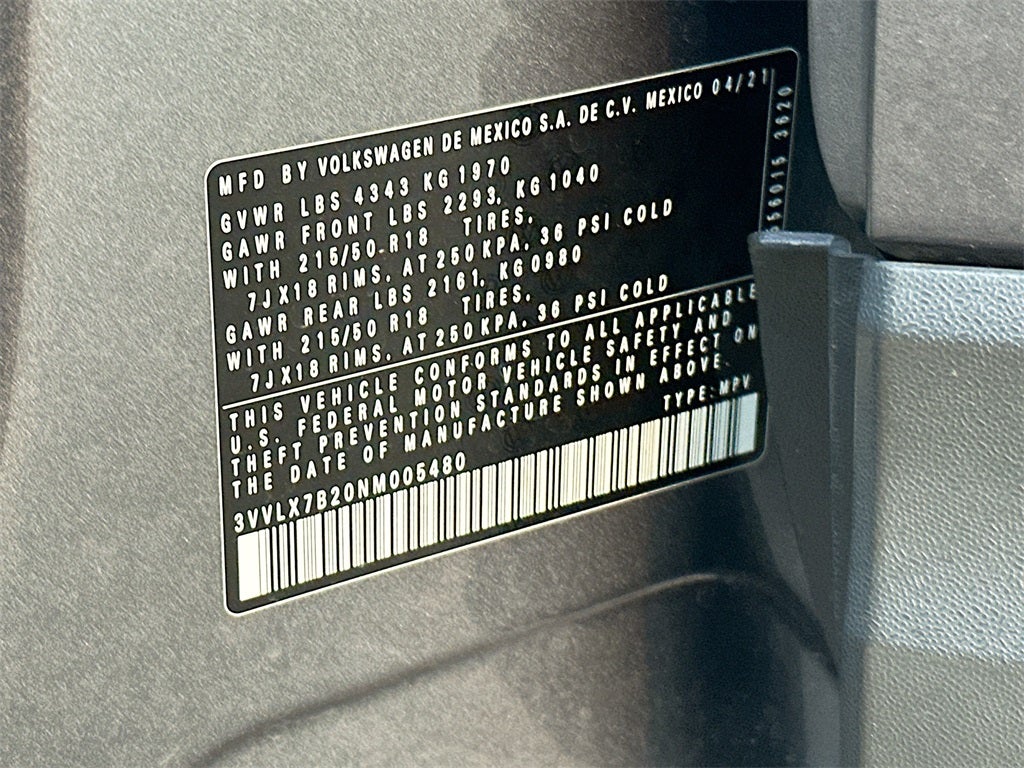 MFD BY VOLKSWAGEN DE MEXICO S.A. DE C.V. MEXICO 04/21
GVWR LBS 4343 KG 1970
GAWR FRONT LBS 2293, KG 1040
WITH 215/50-R18 TIRES,
7JX18 RIMS, AT 250 KPA, 36 PSI COLD
GAWR REAR LBS 2161, KG 0980
WITH 215/50 R18 TIRES,
7JX18 RIMS, AT 250 KPA, 36 PSI COLD
THIS VEHICLE CONFORMS TO ALL APPLICABLE
U.S. FEDERAL MOTOR VEHICLE SAFETY AND
THEFT PREVENTION STANDARDS IN EFFECT ON
THE DATE OF MANUFACTURE SHOWN ABOVE.
TYPE: MPV
3VVLX7B20NM005480
3620